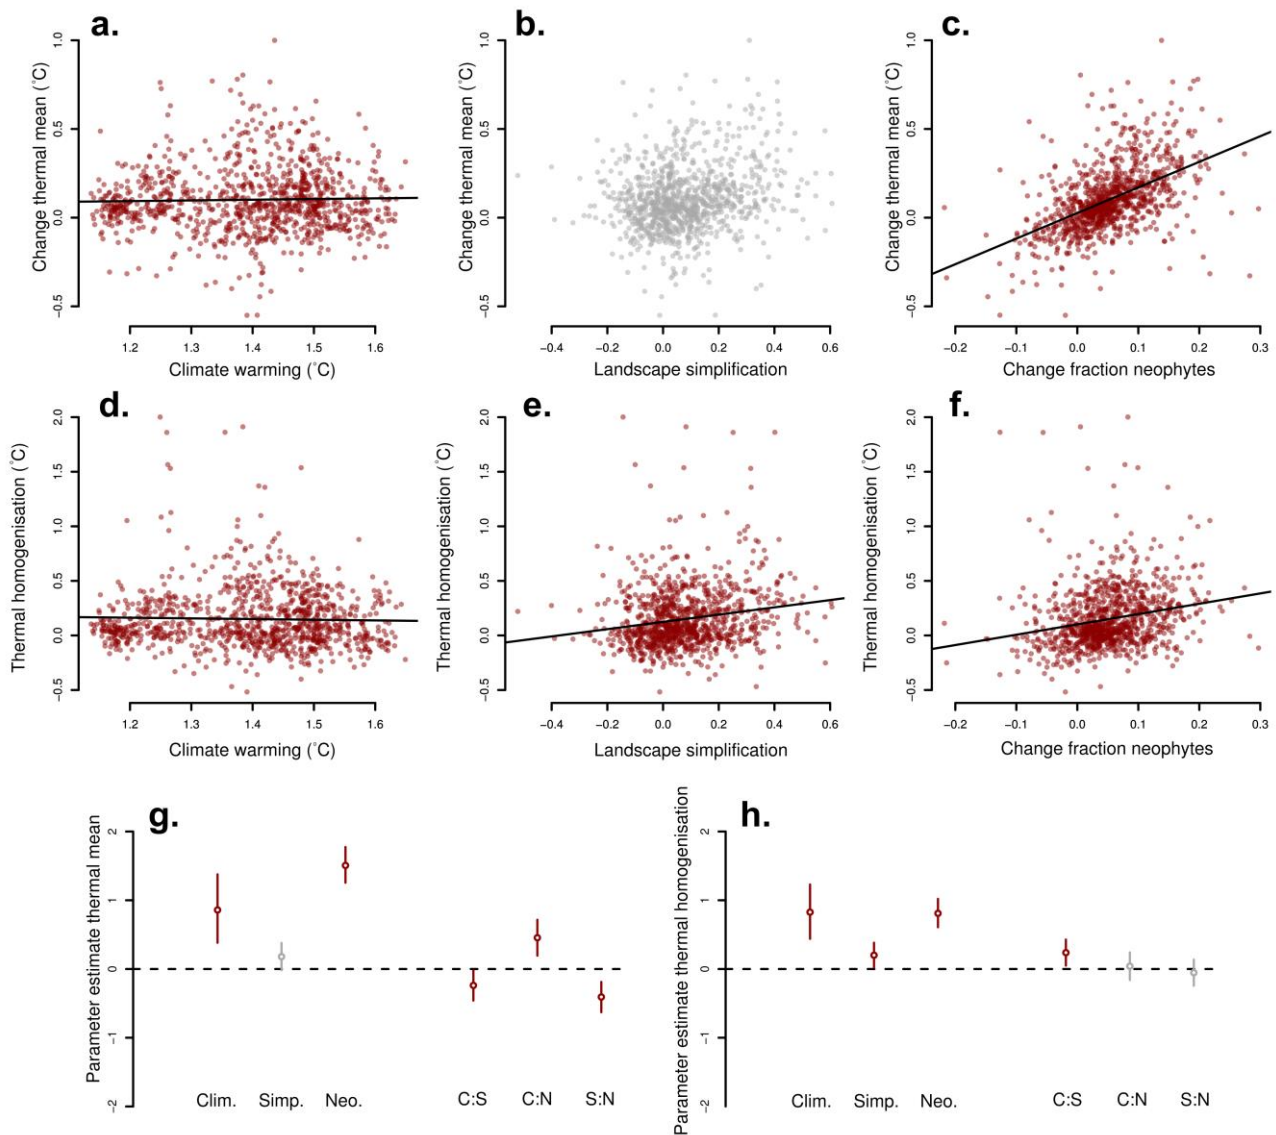 a.
Change thermal mean (°C)
1.0
0.5
0.0
−0.5
1.2 1.3 1.4 1.5 1.6
Climate warming (°C)
b.
Change thermal mean (°C)
1.0
0.5
0.0
−0.5
−0.4 −0.2 0.0 0.2 0.4 0.6
Landscape simplification
c.
Change thermal mean (°C)
1.0
0.5
0.0
−0.5
−0.2 −0.1 0.0 0.1 0.2 0.3
Change fraction neophytes
d.
Thermal homogenisation (°C)
2.0
1.5
1.0
0.5
0.0
−0.5
1.2 1.3 1.4 1.5 1.6
Climate warming (°C)
e.
Thermal homogenisation (°C)
2.0
1.5
1.0
0.5
0.0
−0.5
−0.4 −0.2 0.0 0.2 0.4 0.6
Landscape simplification
f.
Thermal homogenisation (°C)
2.0
1.5
1.0
0.5
0.0
−0.5
−0.2 −0.1 0.0 0.1 0.2 0.3
Change fraction neophytes
g.
Parameter estimate thermal mean
2
1
0
−1
−2
Clim. Simp. Neo. C:S C:N S:N
h.
Parameter estimate thermal homogenisation
2
1
0
−1
−2
Clim. Simp. Neo. C:S C:N S:N